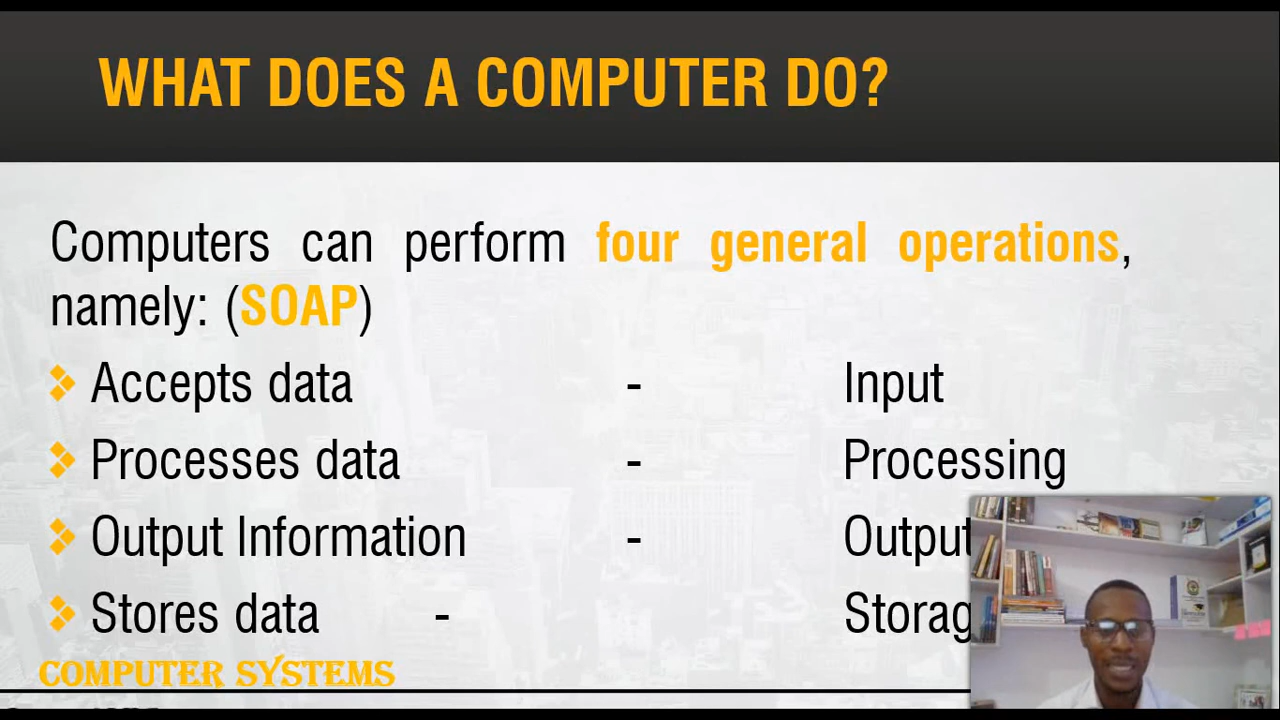 WHAT DOES A COMPUTER DO?
Computers can perform four general operations,
namely: (SOAP)
❖ Accepts data - Input
❖ Processes data - Processing
❖ Output Information - Output
❖ Stores data - Storag
COMPUTER SYSTEMS